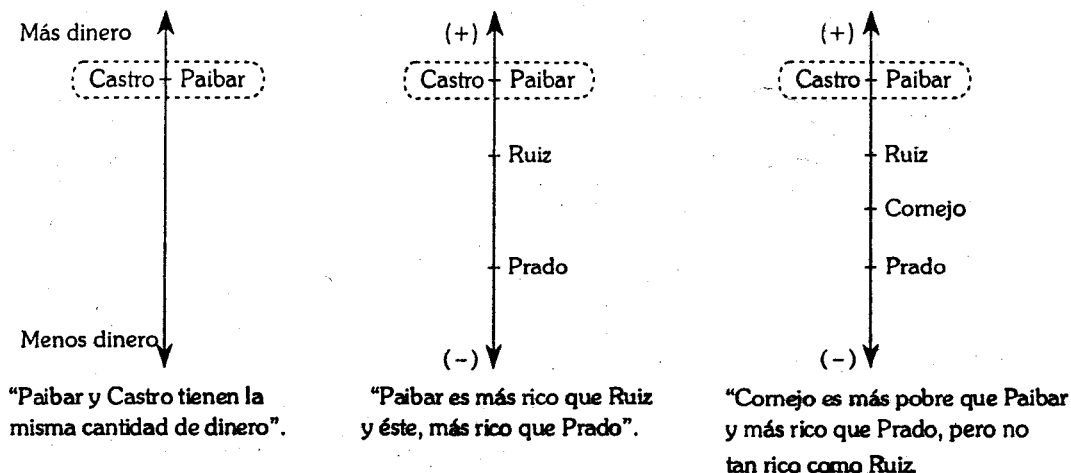 Más dinero
Castro Paibar
Menos dinero
“Paibar y Castro tienen la
misma cantidad de dinero”.
(+)
Castro Paibar
Ruiz
Prado
(-)
“Paibar es más rico que Ruiz
y éste, más rico que Prado”.
(+)
Castro Paibar
Ruiz
Cornejo
Prado
(-)
“Cornejo es más pobre que Paibar
y más rico que Prado, pero no
tan rico como Ruiz